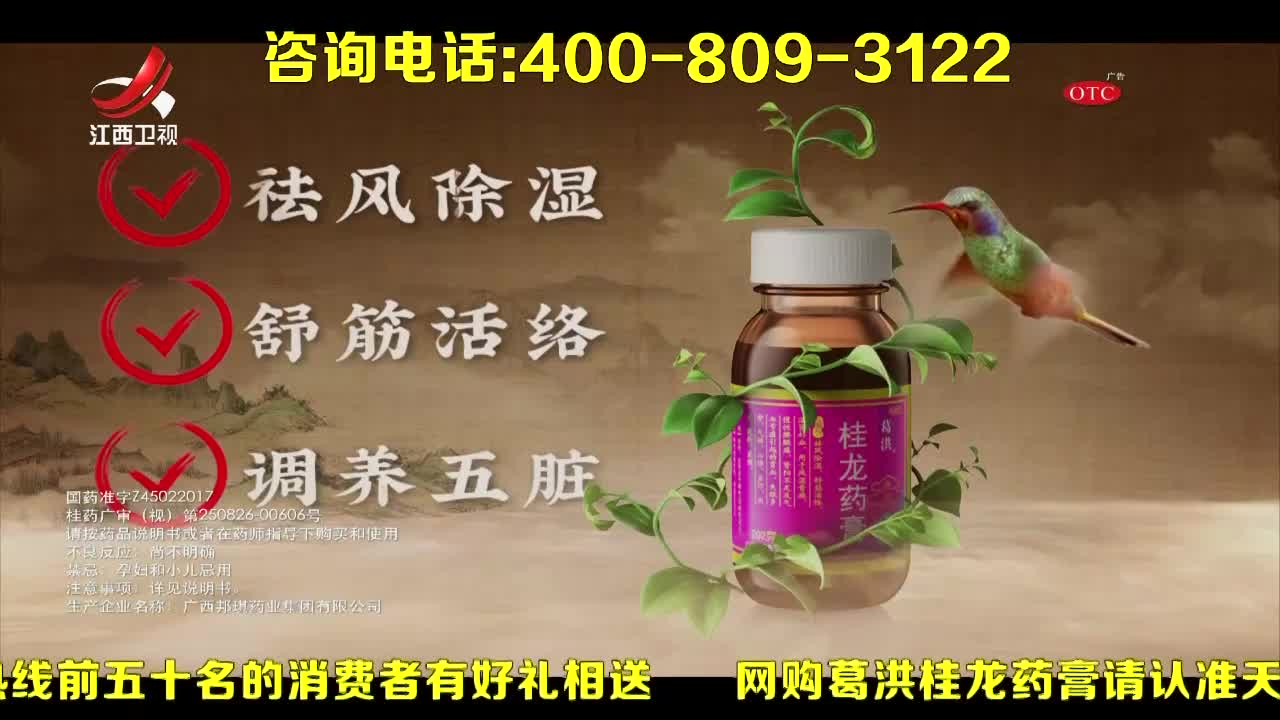 咨询电话:400-809-3122
江西卫视
广告
OTC
祛风除湿
舒筋活络
调养五脏
葛洪
桂龙药膏
国药准字Z45022017
桂药广审（视）第250826-00606号
请按药品说明书或者在药师指导下购买和使用
不良反应：尚不明确
禁忌：孕妇和小儿忌用
注意事项：详见说明书。
生产企业名称：广西邦琪药业集团有限公司
线前五十名的消费者有好礼相送 网购葛洪桂龙药膏请认准天